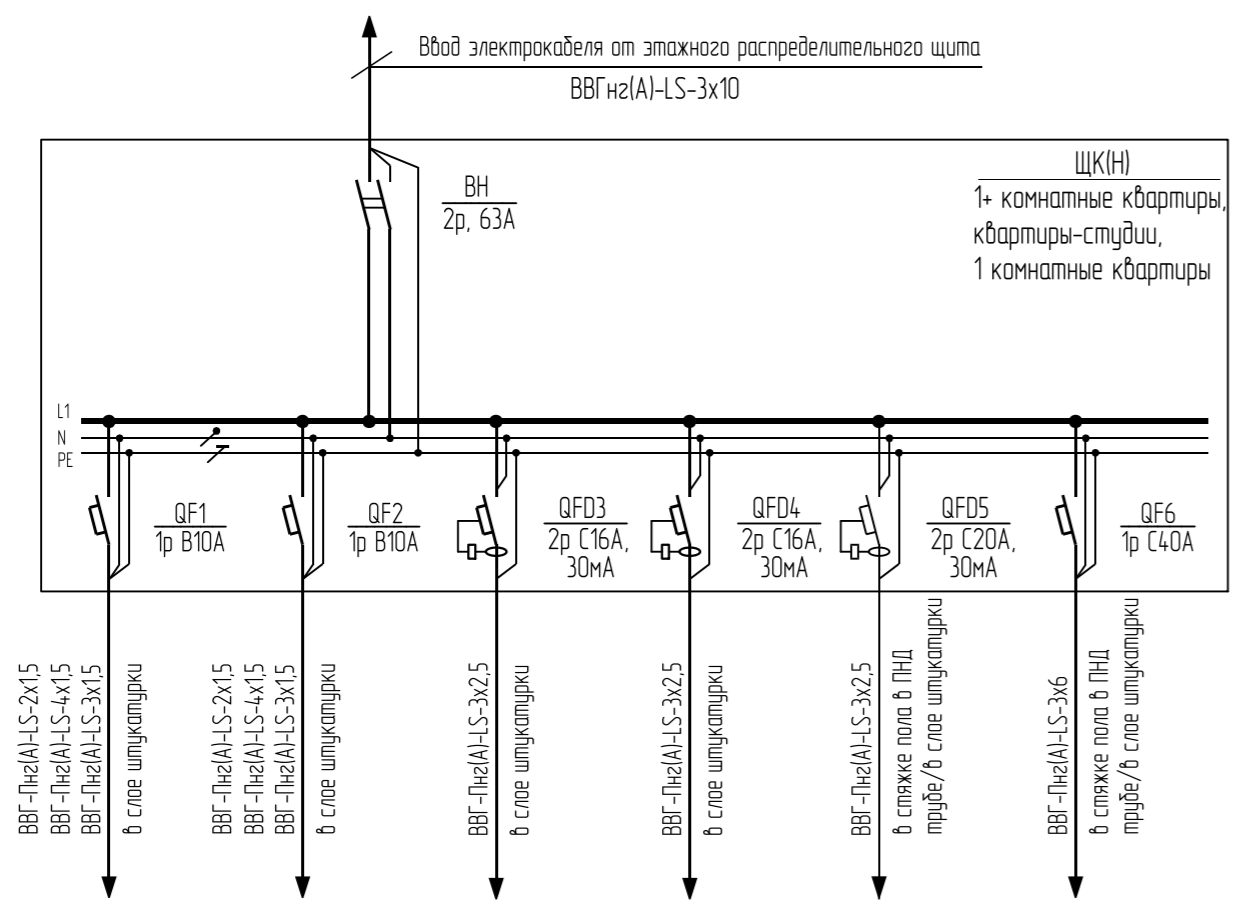 Ввод электрокабеля от этажного распределительного щита
ВВГнг(А)-LS-3х10
ЩК(Н)
1+ комнатные квартиры,
квартиры-студии,
1 комнатные квартиры
ВН
2р, 63А
L1
N
PE
QF1
1р В10А
QF2
1р В10А
QFD3
2р С16А,
30мА
QFD4
2р С16А,
30мА
QFD5
2р С20А,
30мА
QF6
1р С40А
ВВГ-Пнг(А)-LS-2х1,5
ВВГ-Пнг(А)-LS-4х1,5
ВВГ-Пнг(А)-LS-3х1,5
в слое штукатурки
ВВГ-Пнг(А)-LS-2х1,5
ВВГ-Пнг(А)-LS-4х1,5
ВВГ-Пнг(А)-LS-3х1,5
в слое штукатурки
ВВГ-Пнг(А)-LS-3х2,5
в слое штукатурки
ВВГ-Пнг(А)-LS-3х2,5
в слое штукатурки
ВВГ-Пнг(А)-LS-3х2,5
в стяжке пола в ПНД
трубе/в слое штукатурки
ВВГ-Пнг(А)-LS-3х6
в стяжке пола в ПНД
трубе/в слое штукатурки